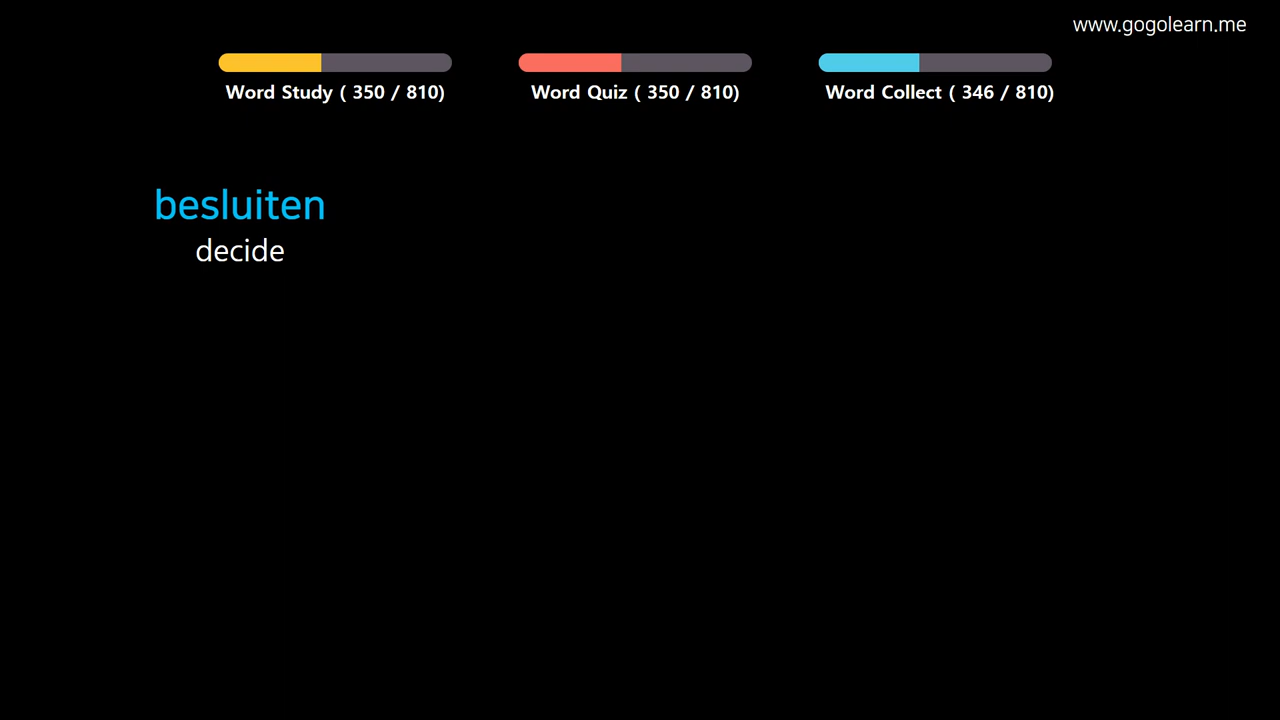 www.gogolearn.me
Word Study ( 350 / 810)
Word Quiz ( 350 / 810)
Word Collect ( 346 / 810)
besluiten
decide